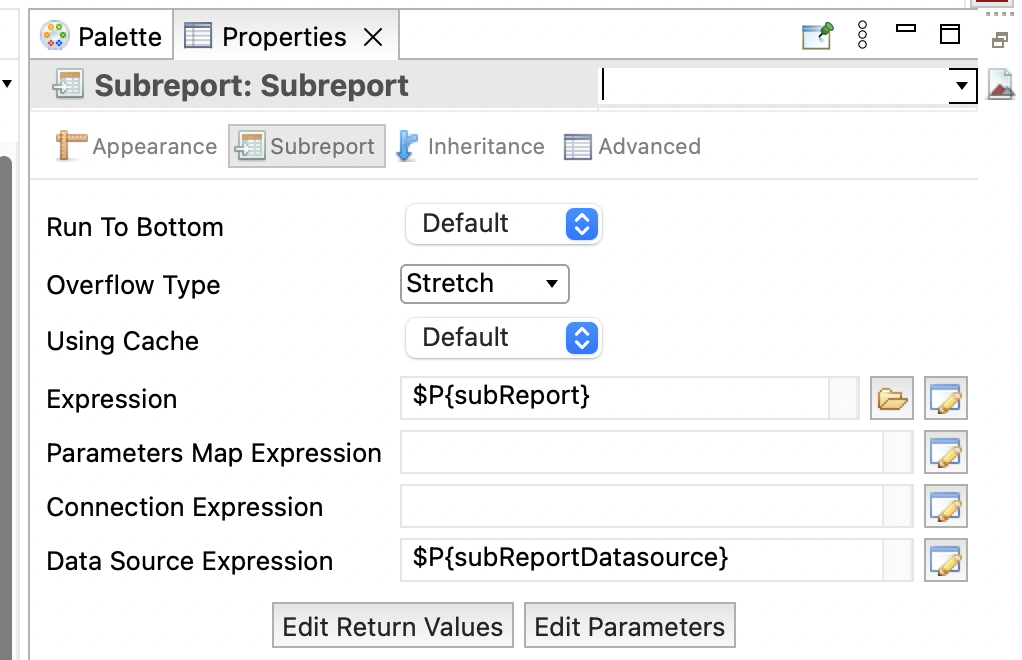 Palette Properties
Subreport: Subreport
Appearance Subreport Inheritance Advanced
Run To Bottom Default
Overflow Type Stretch
Using Cache Default
Expression $P{subReport}
Parameters Map Expression
Connection Expression
Data Source Expression $P{subReportDatasource}
Edit Return Values Edit Parameters